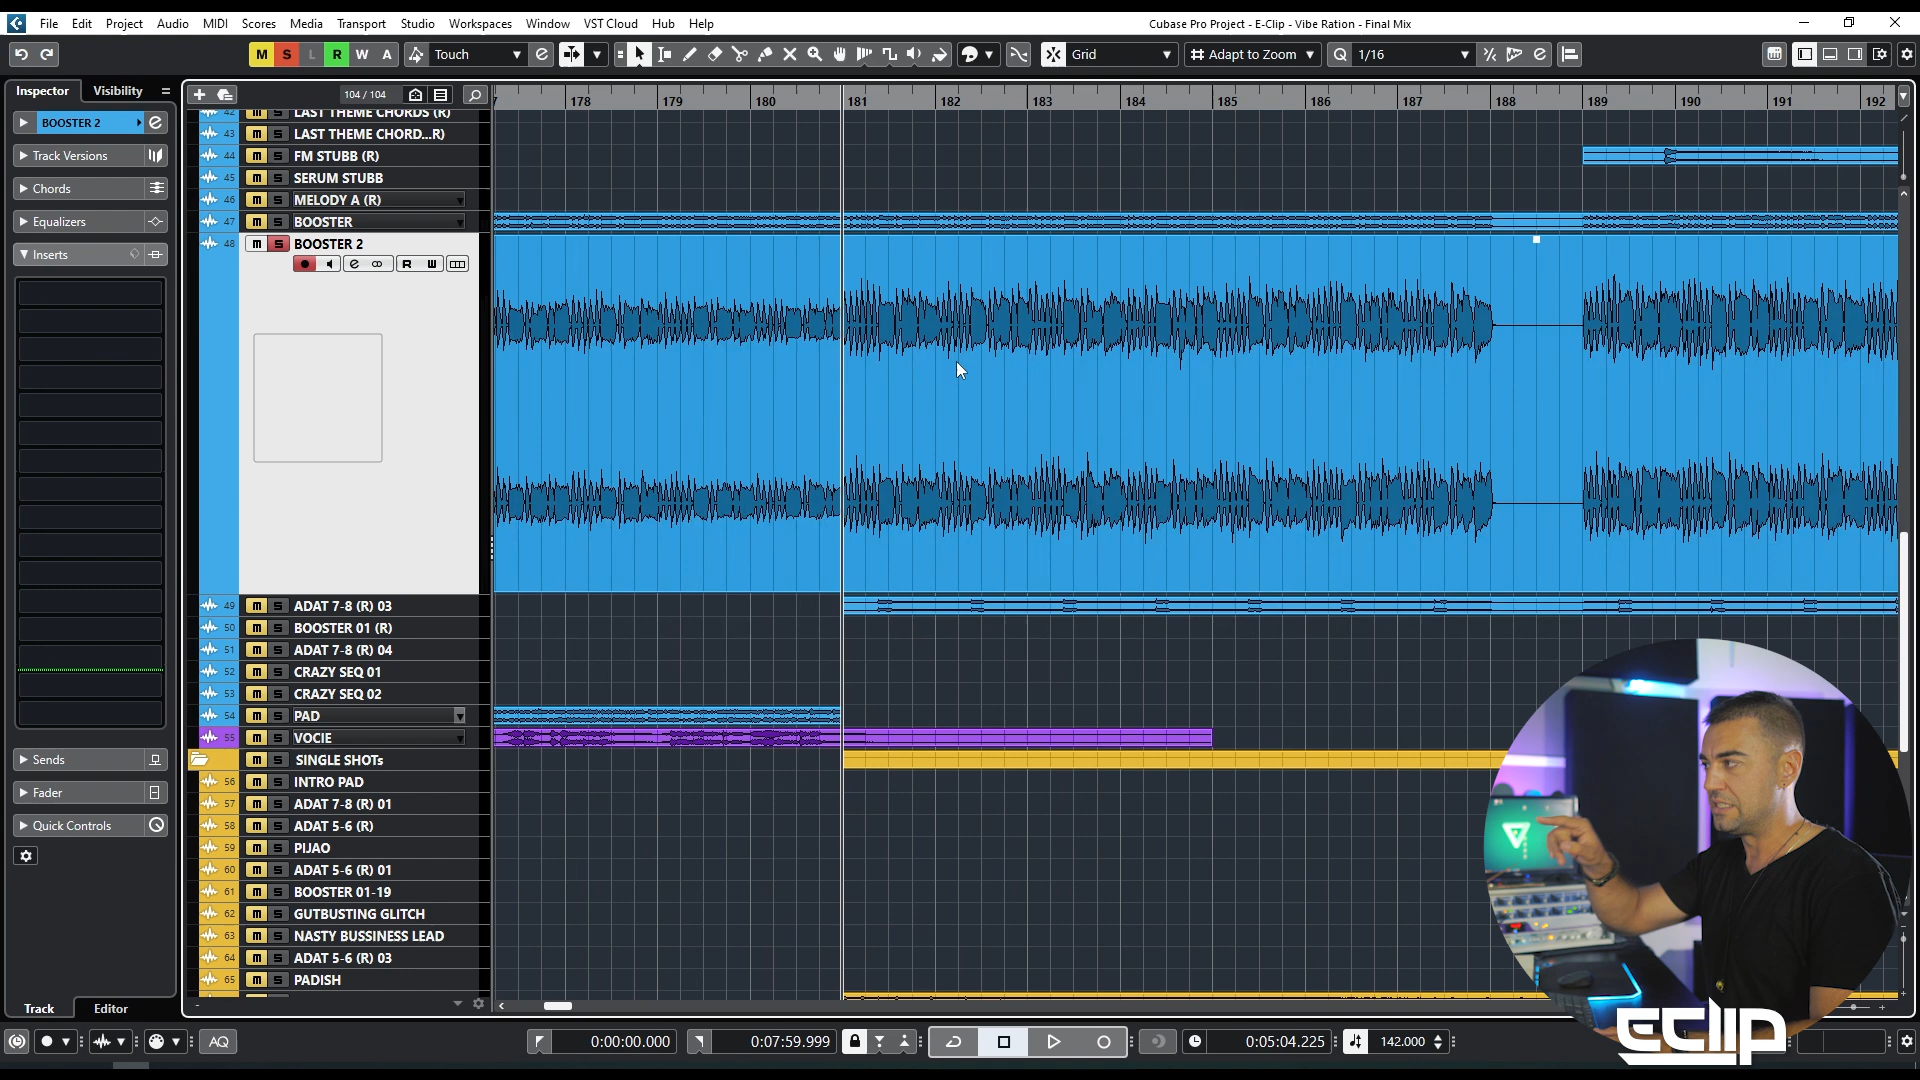 File Edit Project Audio MIDI Scores Media Transport Studio Workspaces Window VST Cloud Hub Help
Cubase Pro Project - E-Clip - Vibe Ration - Final Mix
M S L R W A Touch Grid Adapt to Zoom Q 1/16
Inspector Visibility
104 / 104
178 179 180 181 182 183 184 185 186 187 188 189 190 191 192
BOOSTER 2
Track Versions
Chords
Equalizers
Inserts
Sends
Fader
Quick Controls
Track Editor
42 m S LAST THEME CHORDS (R)
43 m S LAST THEME CHORD...R)
44 m S FM STUBB (R)
45 m S SERUM STUBB
46 m S MELODY A (R)
47 m S BOOSTER
48 m S BOOSTER 2
R W
49 m S ADAT 7-8 (R) 03
50 m S BOOSTER 01 (R)
51 m S ADAT 7-8 (R) 04
52 m S CRAZY SEQ 01
53 m S CRAZY SEQ 02
54 m S PAD
55 m S VOCIE
m S SINGLE SHOTs
56 m S INTRO PAD
57 m S ADAT 7-8 (R) 01
58 m S ADAT 5-6 (R)
59 m S PIJAO
60 m S ADAT 5-6 (R) 01
61 m S BOOSTER 01-19
62 m S GUTBUSTING GLITCH
63 m S NASTY BUSSINESS LEAD
64 m S ADAT 5-6 (R) 03
65 m S PADISH
AQ 0:00:00.000 0:07:59.999 0:05:04.225 142.000
ECLIP